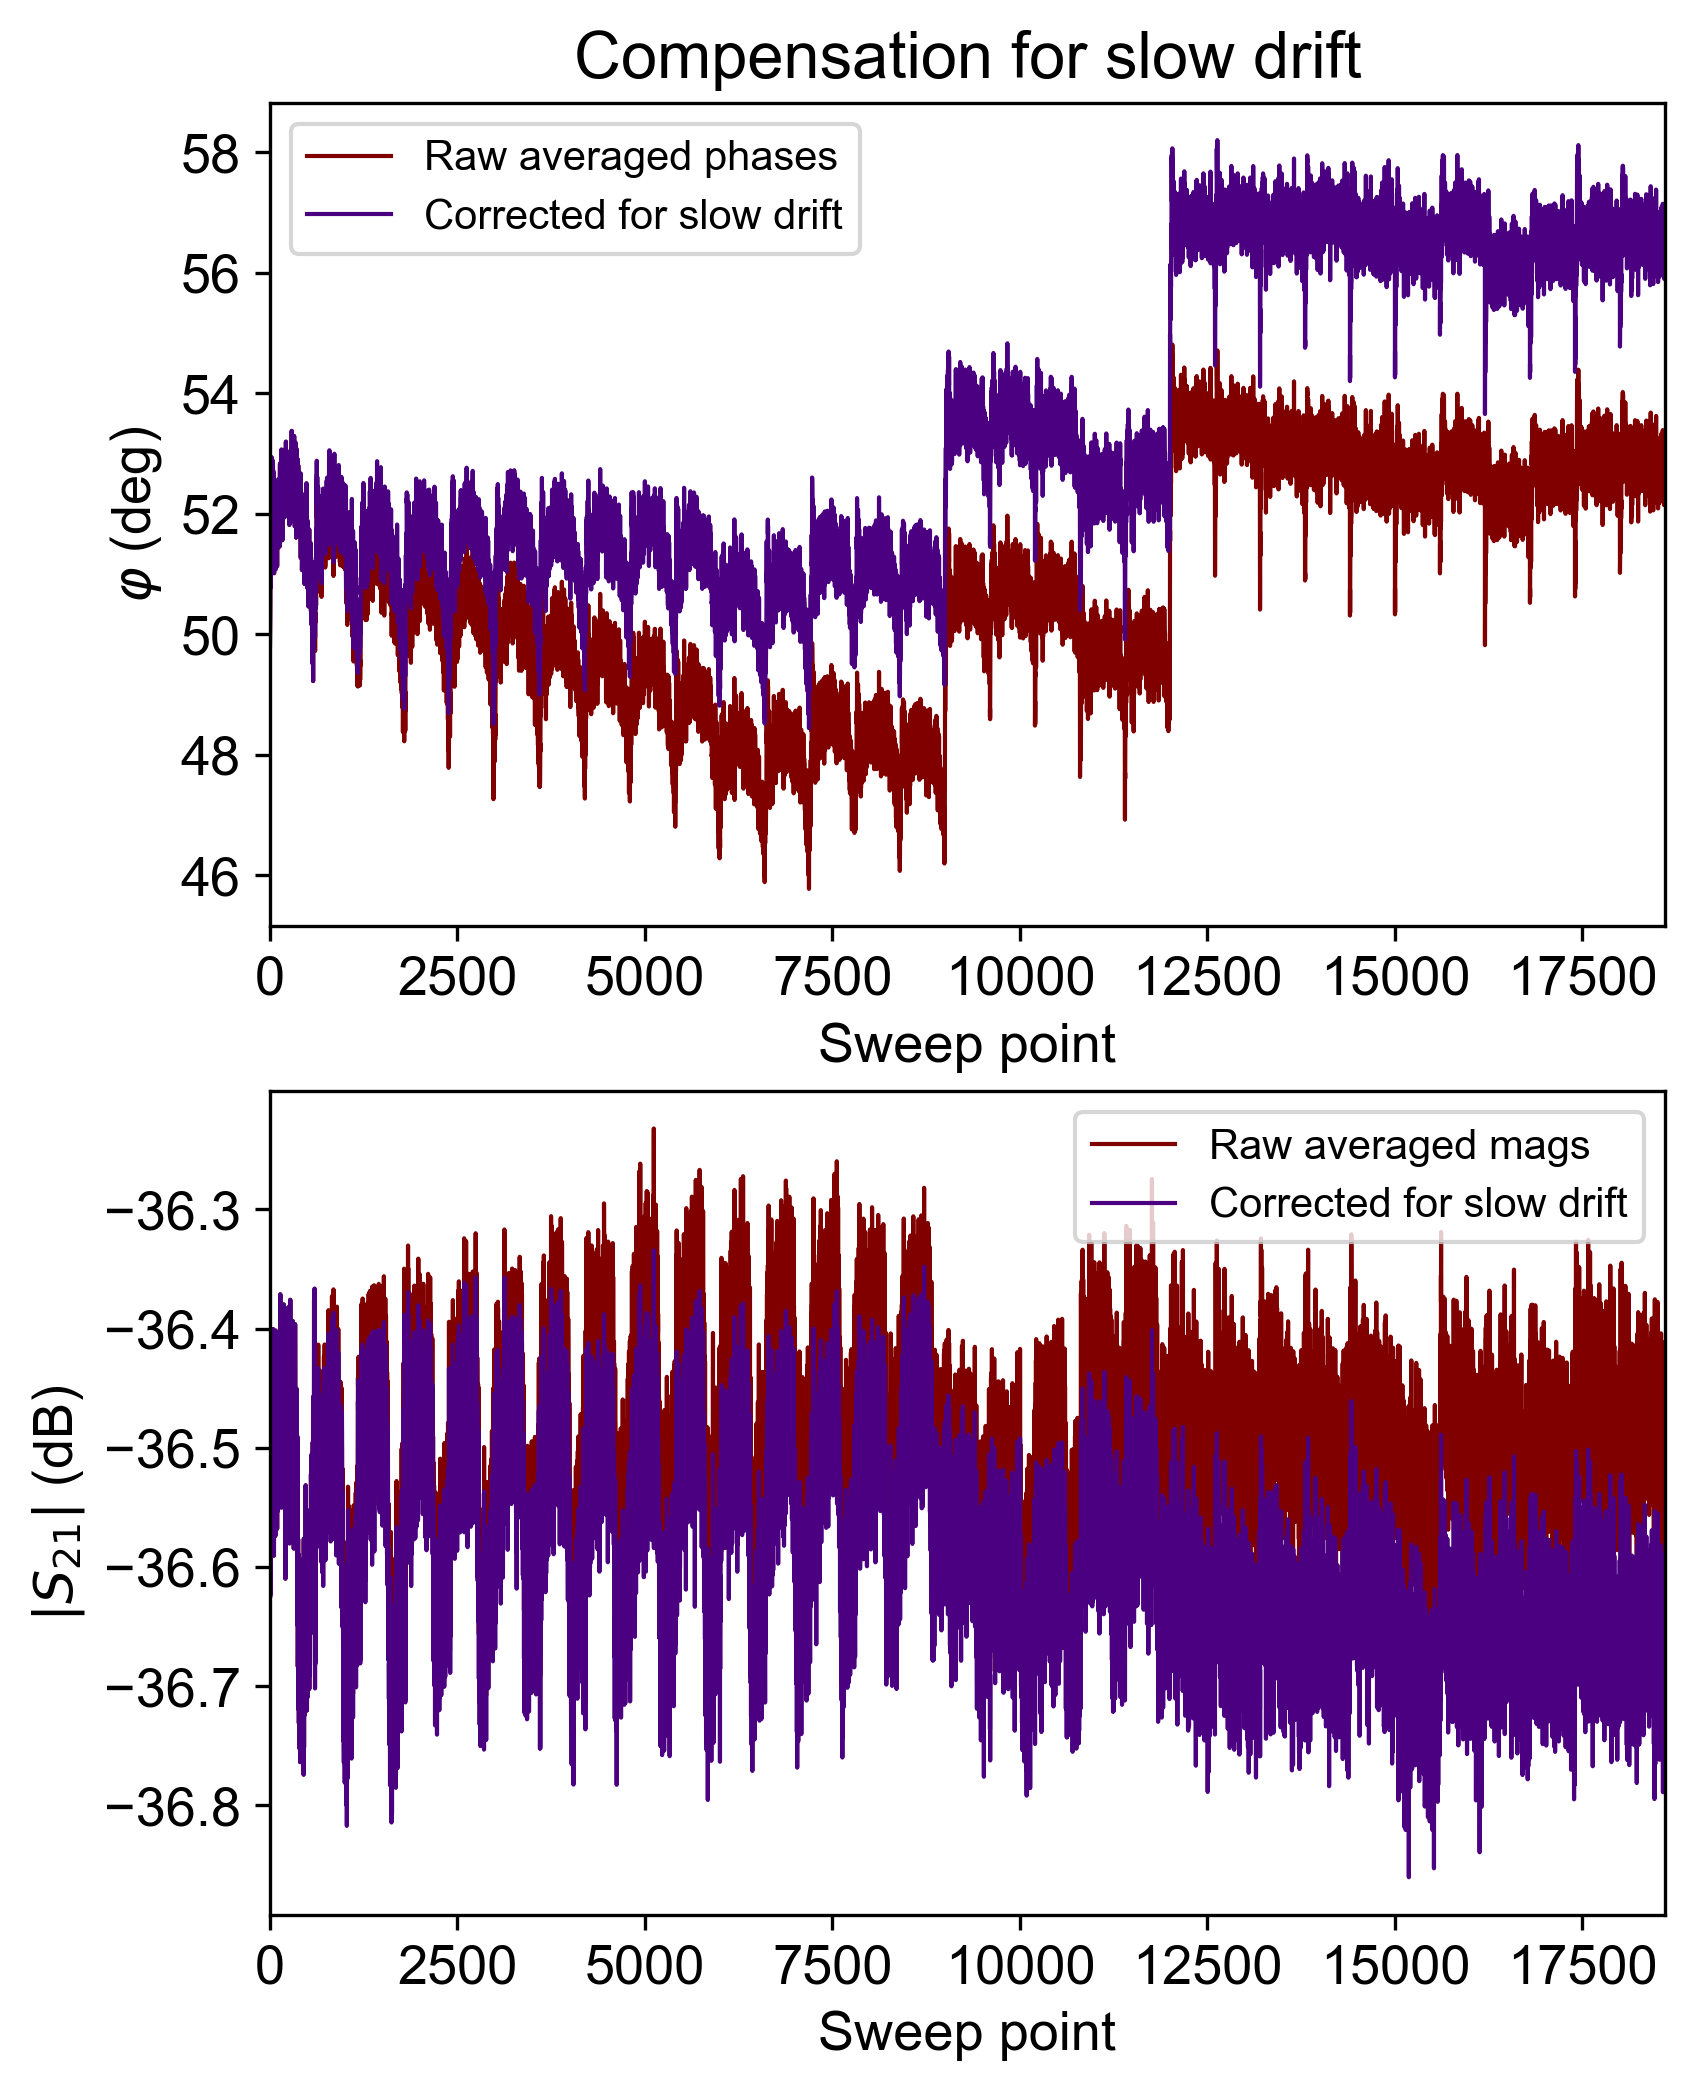 Compensation for slow drift
Raw averaged phases
Corrected for slow drift
58
56
54
52
50
48
46
φ (deg)
0 2500 5000 7500 10000 12500 15000 17500
Sweep point
Raw averaged mags
Corrected for slow drift
−36.3
−36.4
−36.5
−36.6
−36.7
−36.8
|S₂₁| (dB)
0 2500 5000 7500 10000 12500 15000 17500
Sweep point